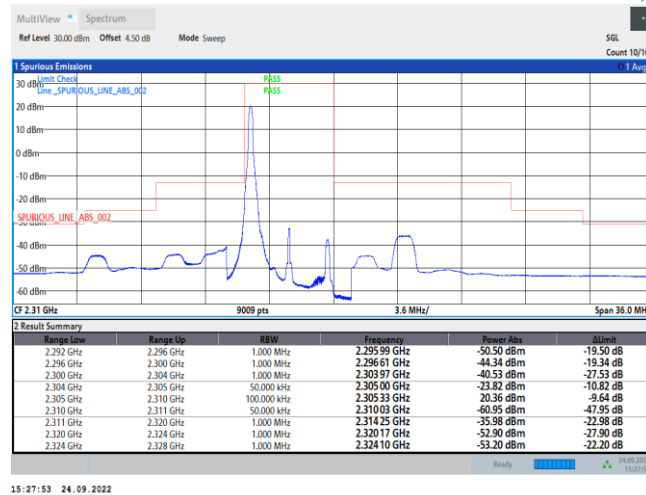 MultiView Spectrum
Ref Level 30.00 dBm Offset 4.50 dB Mode Sweep SGL
Count 10/10
1 Spurious Emissions 1 Avg
30 dBm Limit Check PASS
Line _SPURIOUS_LINE_ABS_002 PASS
20 dBm
10 dBm
0 dBm
-10 dBm
-20 dBm
SPURIOUS_LINE_ABS_002
-30 dBm
-40 dBm
-50 dBm
-60 dBm
CF 2.31 GHz 9009 pts 3.6 MHz/ Span 36.0 MH
2 Result Summary
Range Low Range Up RBW Frequency Power Abs ΔLimit
2.292 GHz 2.296 GHz 1.000 MHz 2.295 99 GHz -50.50 dBm -19.50 dB
2.296 GHz 2.300 GHz 1.000 MHz 2.296 61 GHz -44.34 dBm -19.34 dB
2.300 GHz 2.304 GHz 1.000 MHz 2.303 97 GHz -40.53 dBm -27.53 dB
2.304 GHz 2.305 GHz 50.000 kHz 2.305 00 GHz -23.82 dBm -10.82 dB
2.305 GHz 2.310 GHz 100.000 kHz 2.305 33 GHz 20.36 dBm -9.64 dB
2.310 GHz 2.311 GHz 50.000 kHz 2.310 03 GHz -60.95 dBm -47.95 dB
2.311 GHz 2.320 GHz 1.000 MHz 2.314 25 GHz -35.98 dBm -22.98 dB
2.320 GHz 2.324 GHz 1.000 MHz 2.320 17 GHz -52.90 dBm -27.90 dB
2.324 GHz 2.328 GHz 1.000 MHz 2.324 10 GHz -53.20 dBm -22.20 dB
Ready
15:27:53 24.09.2022